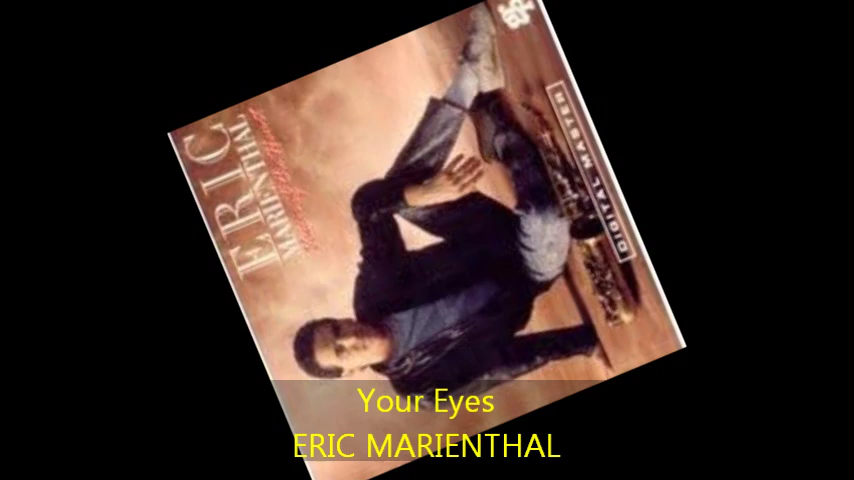 ERIC
MARIENTHAL
DIGITAL MASTER
Your Eyes
ERIC MARIENTHAL